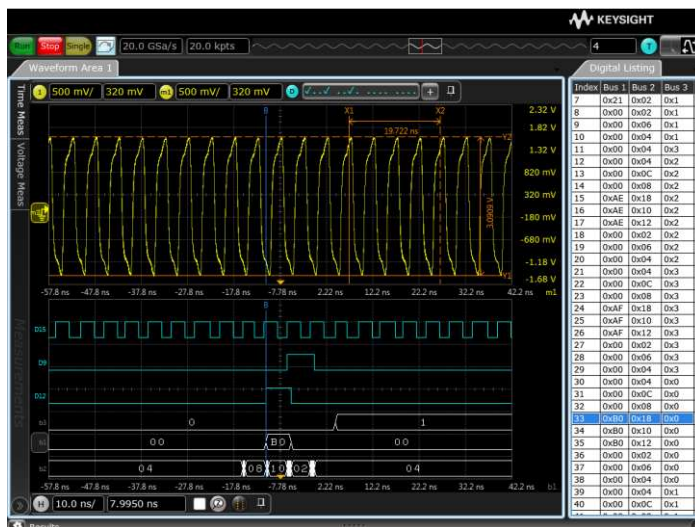 KEYSIGHT
Run Stop Single 20.0 GSa/s 20.0 kpts 4 T
Waveform Area 1
Digital Listing
Time Meas
Voltage Meas
Measurements
1 500 mV/ 320 mV m1 500 mV/ 320 mV D +
B X1 X2
19.722 ns
Y2
3.0909 V
Y1
2.32 V
1.82 V
1.32 V
820 mV
320 mV
-180 mV
-680 mV
-1.18 V
-1.68 V
-57.8 ns -47.8 ns -37.8 ns -27.8 ns -17.8 ns -7.78 ns 2.22 ns 12.2 ns 22.2 ns 32.2 ns 42.2 ns m1
B
D15
D9
D12
b3 0 1
b1 00 B0 00
b2 04 08 10 02 04
-57.8 ns -47.8 ns -37.8 ns -27.8 ns -17.8 ns -7.78 ns 2.22 ns 12.2 ns 22.2 ns 32.2 ns 42.2 ns b1
H 10.0 ns/ 7.9950 ns
Results
Index Bus 1 Bus 2 Bus 3
7 0x21 0x02 0x1
8 0x00 0x02 0x1
9 0x00 0x06 0x1
10 0x00 0x04 0x1
11 0x00 0x04 0x3
12 0x00 0x04 0x2
13 0x00 0x0C 0x2
14 0x00 0x08 0x2
15 0xAE 0x18 0x2
16 0xAE 0x10 0x2
17 0xAE 0x12 0x2
18 0x00 0x02 0x2
19 0x00 0x06 0x2
20 0x00 0x04 0x2
21 0x00 0x04 0x3
22 0x00 0x0C 0x3
23 0x00 0x08 0x3
24 0xAF 0x18 0x3
25 0xAF 0x10 0x3
26 0xAF 0x12 0x3
27 0x00 0x02 0x3
28 0x00 0x06 0x3
29 0x00 0x04 0x3
30 0x00 0x04 0x0
31 0x00 0x0C 0x0
32 0x00 0x08 0x0
33 0xB0 0x18 0x0
34 0xB0 0x10 0x0
35 0xB0 0x12 0x0
36 0x00 0x02 0x0
37 0x00 0x06 0x0
38 0x00 0x04 0x0
39 0x00 0x04 0x1
40 0x00 0x0C 0x1